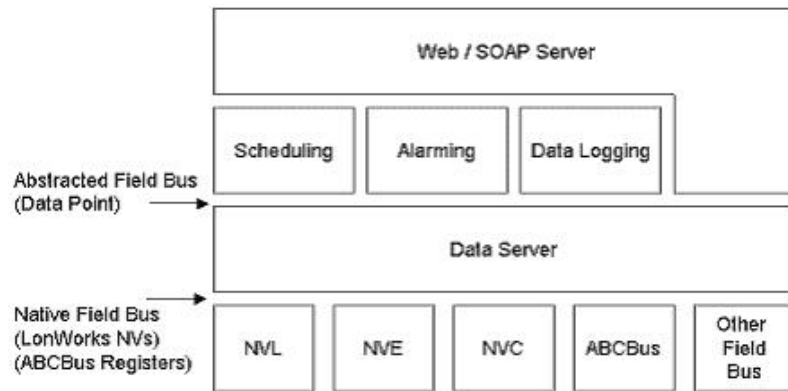 Web / SOAP Server
Scheduling
Alarming
Data Logging
Abstracted Field Bus
(Data Point)
Data Server
Native Field Bus
(LonWorks NVs)
(ABCBus Registers)
NVL
NVE
NVC
ABCBus
Other
Field
Bus